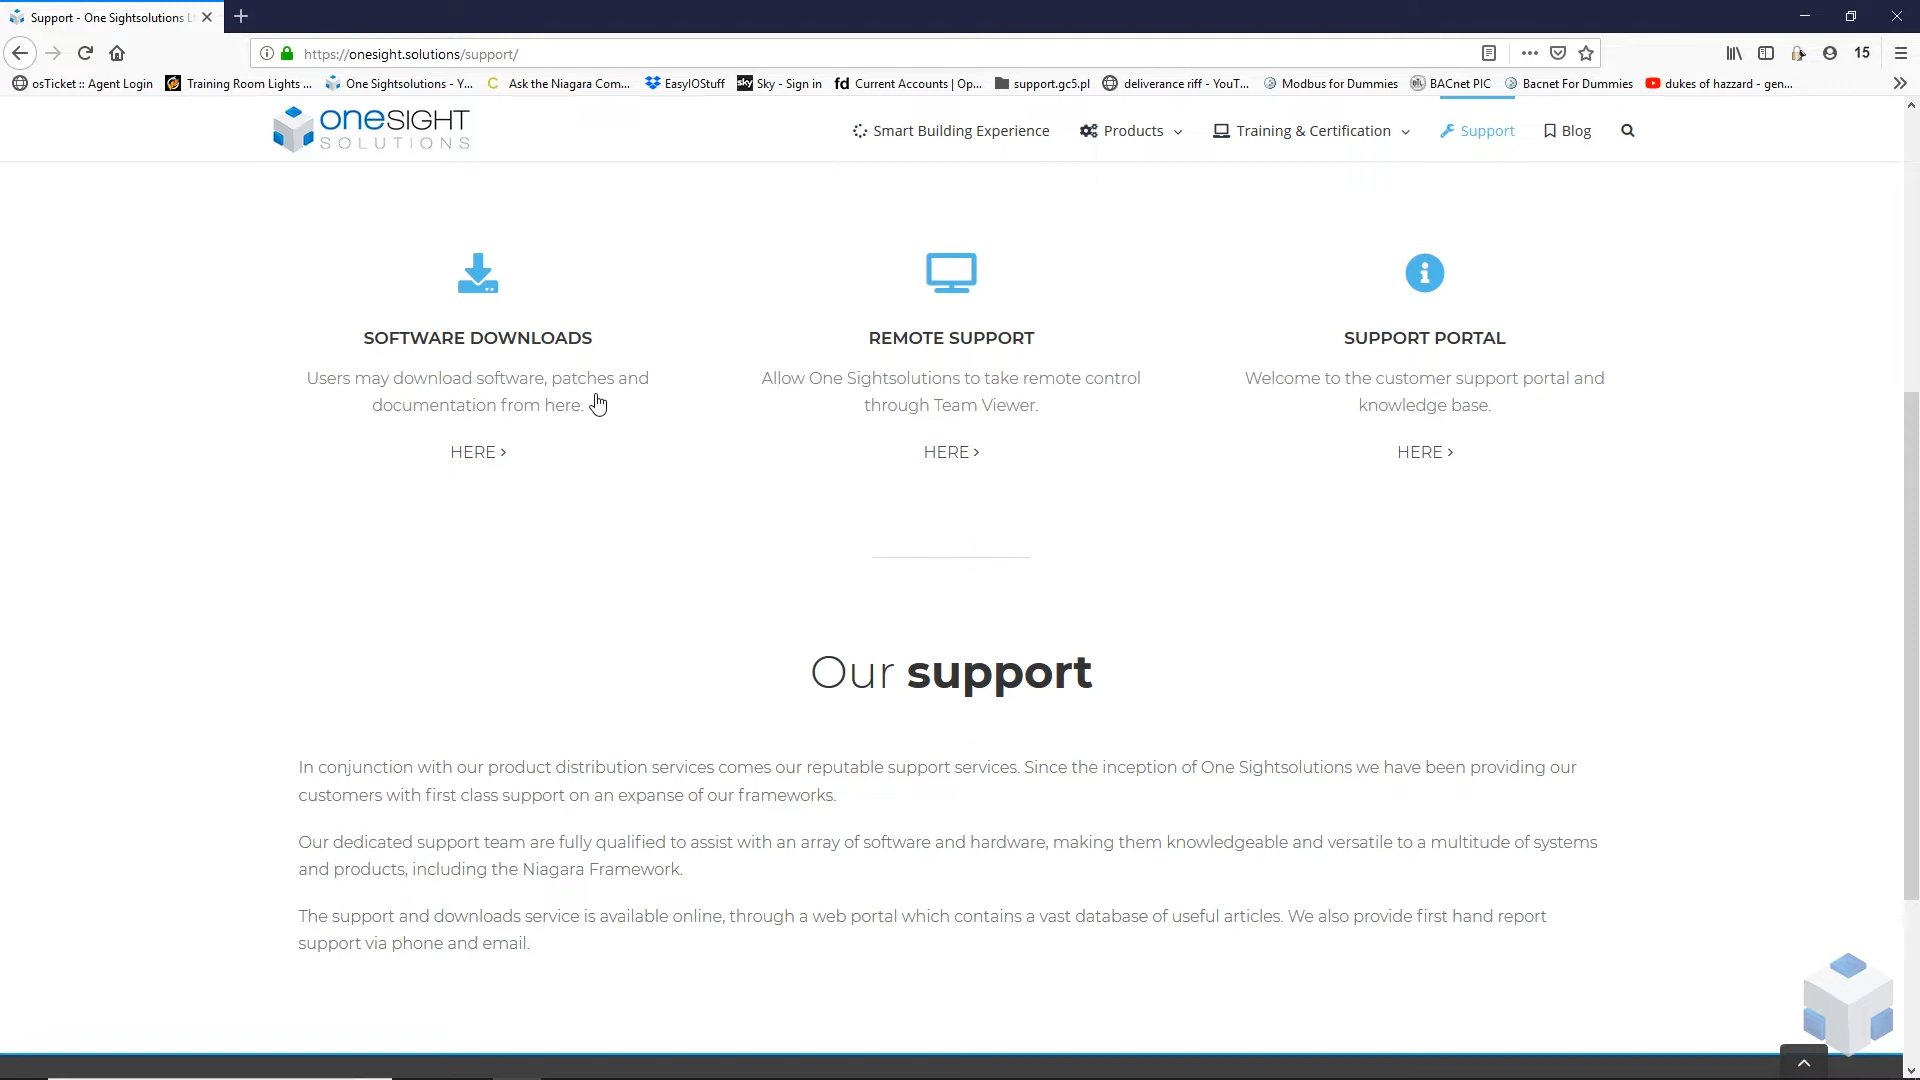 Support - One Sightsolutions L
https://onesight.solutions/support/
15
osTicket :: Agent Login Training Room Lights ... One Sightsolutions - Y... Ask the Niagara Com... EasyIOStuff sky Sky - Sign in fd Current Accounts | Op... support.gc5.pl deliverance riff - YouT... Modbus for Dummies BACnet PIC Bacnet For Dummies dukes of hazzard - gen...
oneSIGHT
SOLUTIONS
Smart Building Experience Products Training & Certification Support Blog
SOFTWARE DOWNLOADS
Users may download software, patches and
documentation from here.
HERE >
REMOTE SUPPORT
Allow One Sightsolutions to take remote control
through Team Viewer.
HERE >
SUPPORT PORTAL
Welcome to the customer support portal and
knowledge base.
HERE >
Our support
In conjunction with our product distribution services comes our reputable support services. Since the inception of One Sightsolutions we have been providing our
customers with first class support on an expanse of our frameworks.
Our dedicated support team are fully qualified to assist with an array of software and hardware, making them knowledgeable and versatile to a multitude of systems
and products, including the Niagara Framework.
The support and downloads service is available online, through a web portal which contains a vast database of useful articles. We also provide first hand report
support via phone and email.